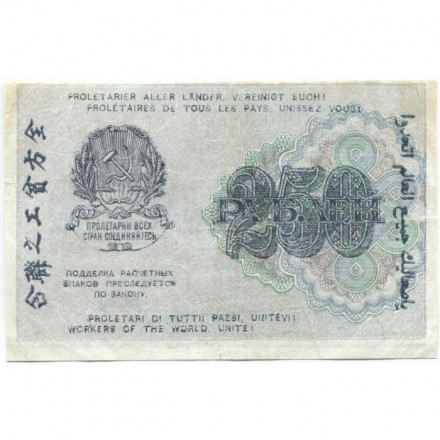 PROLETARIER ALLER LÄNDER, VEREINIGT EUCH!
PROLÉTAIRES DE TOUS LES PAYS, UNISSEZ VOUS!
ПРОЛЕТАРИИ ВСЕХ
СТРАН СОЕДИНЯЙТЕСЬ
250
РУБЛЕЙ
ПОДДЕЛКА РАСЧЕТНЫХ
ЗНАКОВ ПРЕСЛЕДУЕТСЯ
ПО ЗАКОНУ.
PROLETARI DI TUTTI I PAESI, UNITEVI!
WORKERS OF THE WORLD, UNITE!